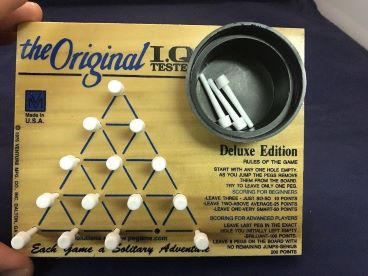 the Original I.Q
TESTE
Made in
U.S.A.
Deluxe Edition
RULES OF THE GAME
START WITH ANY ONE HOLE EMPTY.
AS YOU JUMP THE PEGS REMOVE
THEM FROM THE BOARD.
TRY TO LEAVE ONLY ONE PEG.
SCORING FOR BEGINNERS
-LEAVE THREE - JUST SO-SO 10 POINTS
-LEAVE TWO-ABOVE AVERAGE-25 POINTS
-LEAVE ONE-VERY SMART-50 POINTS
SCORING FOR ADVANCED PLAYERS
LEAVE LAST PEG IN THE EXACT
HOLE YOU INITIALLY LEFT EMPTY
-BRILLIANT-100 POINTS
LEAVE 8 PEGS ON THE BOARD WITH
NO REMAINING JUMPS-GENIUS
200 POINTS
Each Game a Solitary Adventure